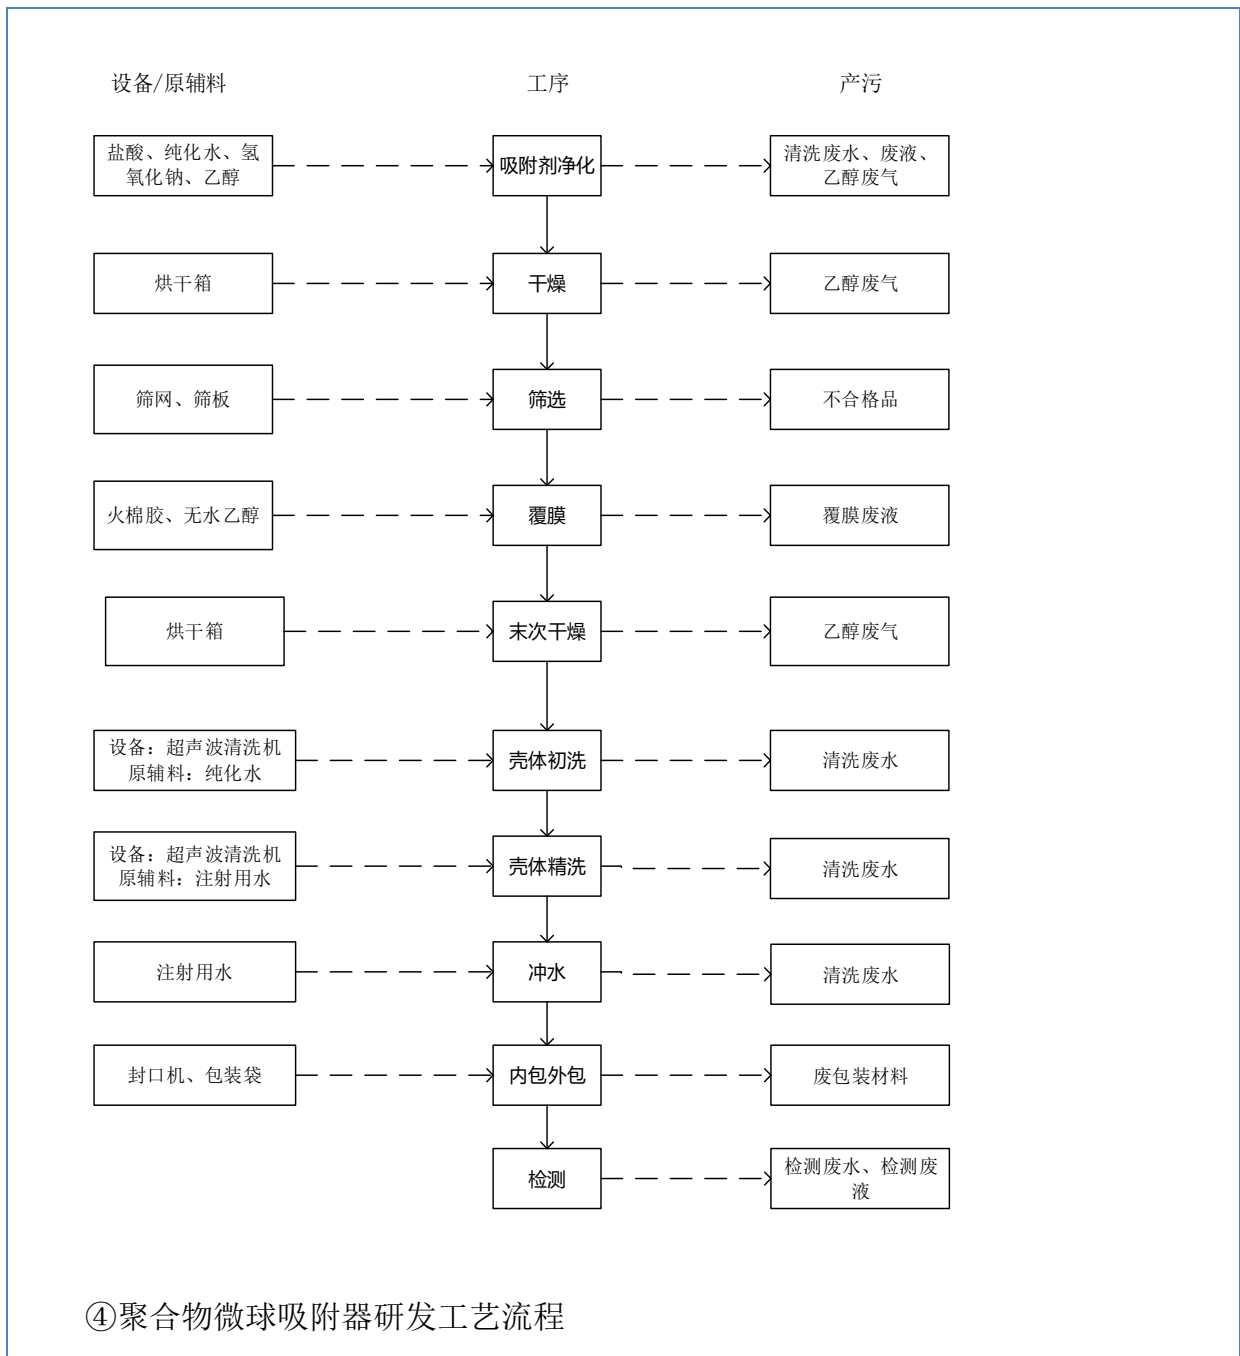 设备/原辅料
工序
产污
盐酸、纯化水、氢
氧化钠、乙醇
吸附剂净化
清洗废水、废液、
乙醇废气
烘干箱
干燥
乙醇废气
筛网、筛板
筛选
不合格品
火棉胶、无水乙醇
覆膜
覆膜废液
烘干箱
末次干燥
乙醇废气
设备：超声波清洗机
原辅料：纯化水
壳体初洗
清洗废水
设备：超声波清洗机
原辅料：注射用水
壳体精洗
清洗废水
注射用水
冲水
清洗废水
封口机、包装袋
内包外包
废包装材料
检测
检测废水、检测废
液
④聚合物微球吸附器研发工艺流程